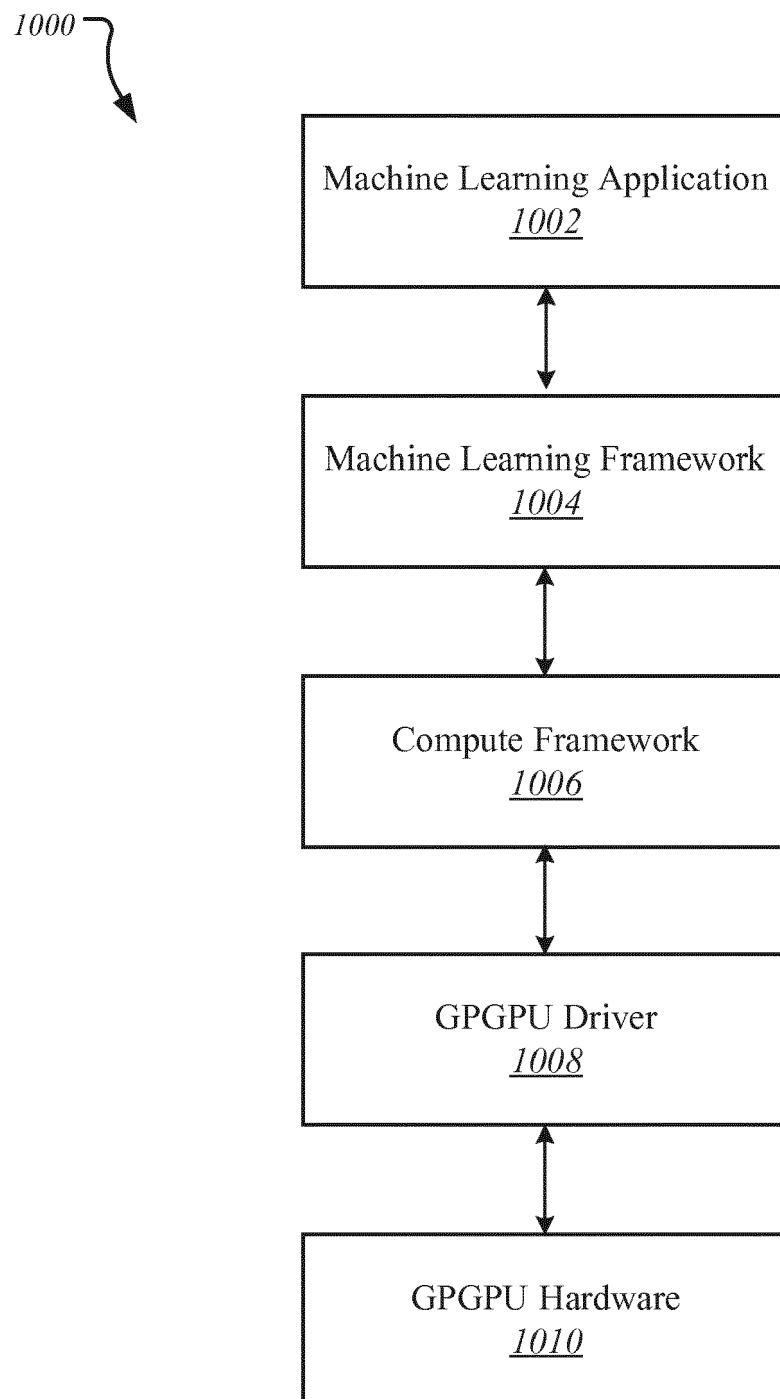 1000
Machine Learning Application
1002
Machine Learning Framework
1004
Compute Framework
1006
GPGPU Driver
1008
GPGPU Hardware
1010